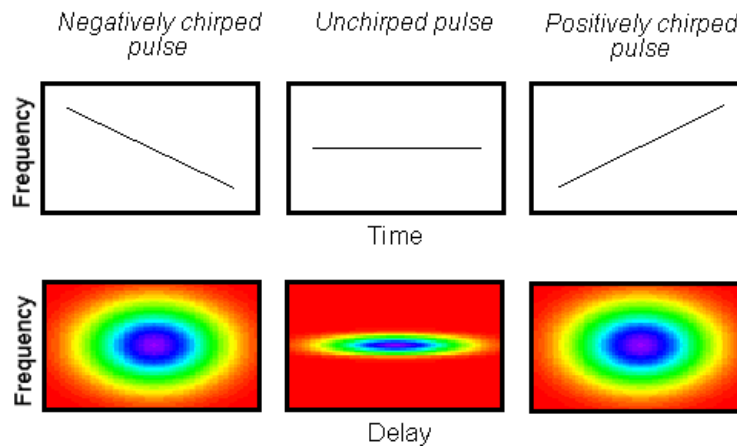 Negatively chirped
pulse
Unchirped pulse
Positively chirped
pulse
Frequency
Time
Frequency
Delay